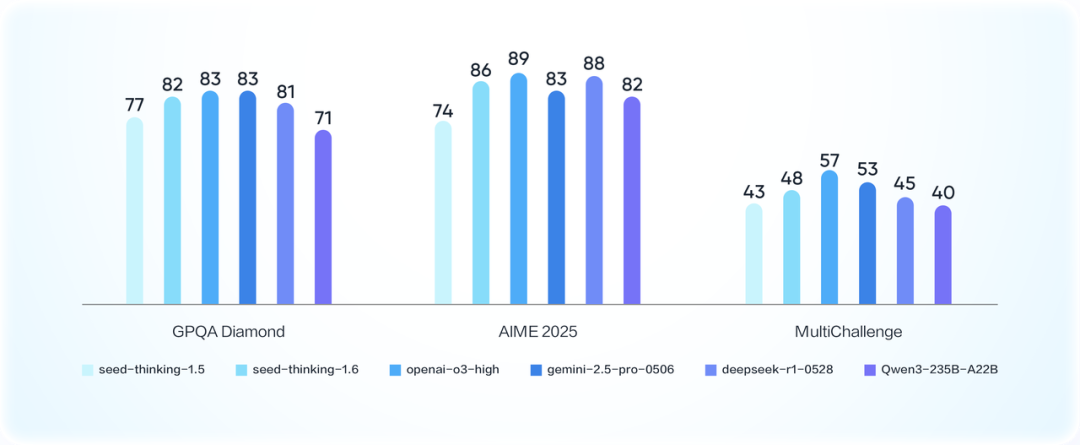 77 82 83 83 81 71
74 86 89 83 88 82
43 48 57 53 45 40
GPQA Diamond
AIME 2025
MultiChallenge
seed-thinking-1.5 seed-thinking-1.6 openai-o3-high gemini-2.5-pro-0506 deepseek-r1-0528 Qwen3-235B-A22B